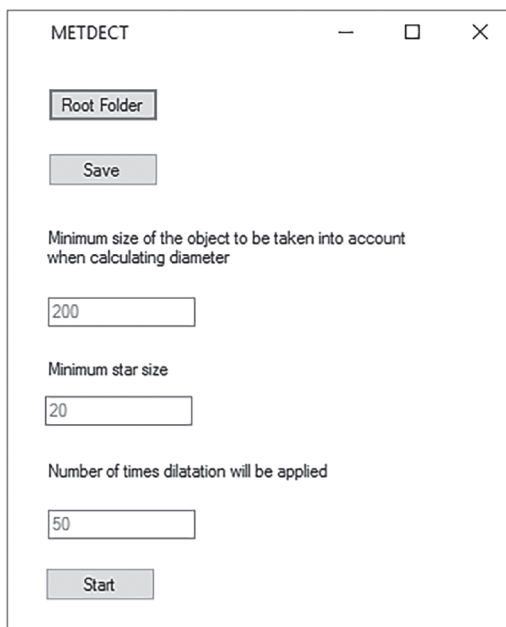 METDECT
Root Folder
Save
Minimum size of the object to be taken into account
when calculating diameter
200
Minimum star size
20
Number of times dilatation will be applied
50
Start